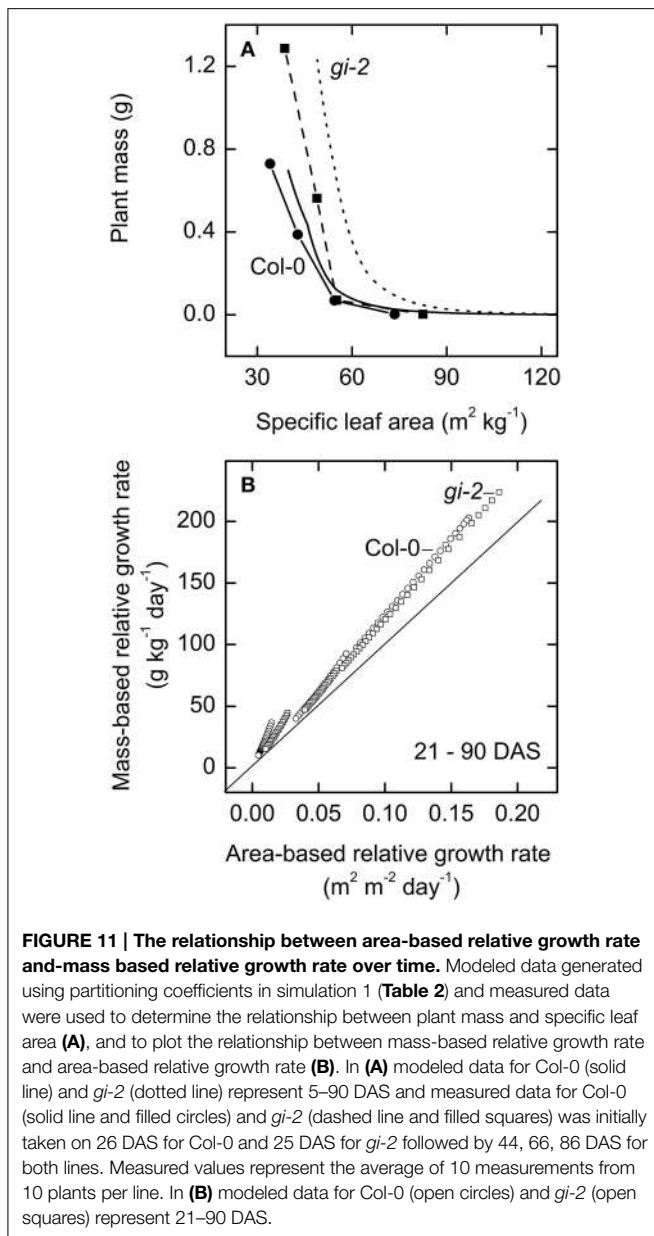 A
gi-2
1.2
0.8
0.4
0.0
Plant mass (g)
Col-0
30 60 90 120
Specific leaf area (m² kg⁻¹)
B
gi-2–
Col-0–
200
150
100
50
0
Mass-based relative growth rate
(g kg⁻¹ day⁻¹)
21 - 90 DAS
0.00 0.05 0.10 0.15 0.20
Area-based relative growth rate
(m² m⁻² day⁻¹)
FIGURE 11 | The relationship between area-based relative growth rate
and-mass based relative growth rate over time. Modeled data generated
using partitioning coefficients in simulation 1 (Table 2) and measured data
were used to determine the relationship between plant mass and specific leaf
area (A), and to plot the relationship between mass-based relative growth rate
and area-based relative growth rate (B). In (A) modeled data for Col-0 (solid
line) and gi-2 (dotted line) represent 5–90 DAS and measured data for Col-0
(solid line and filled circles) and gi-2 (dashed line and filled squares) was initially
taken on 26 DAS for Col-0 and 25 DAS for gi-2 followed by 44, 66, 86 DAS for
both lines. Measured values represent the average of 10 measurements from
10 plants per line. In (B) modeled data for Col-0 (open circles) and gi-2 (open
squares) represent 21–90 DAS.